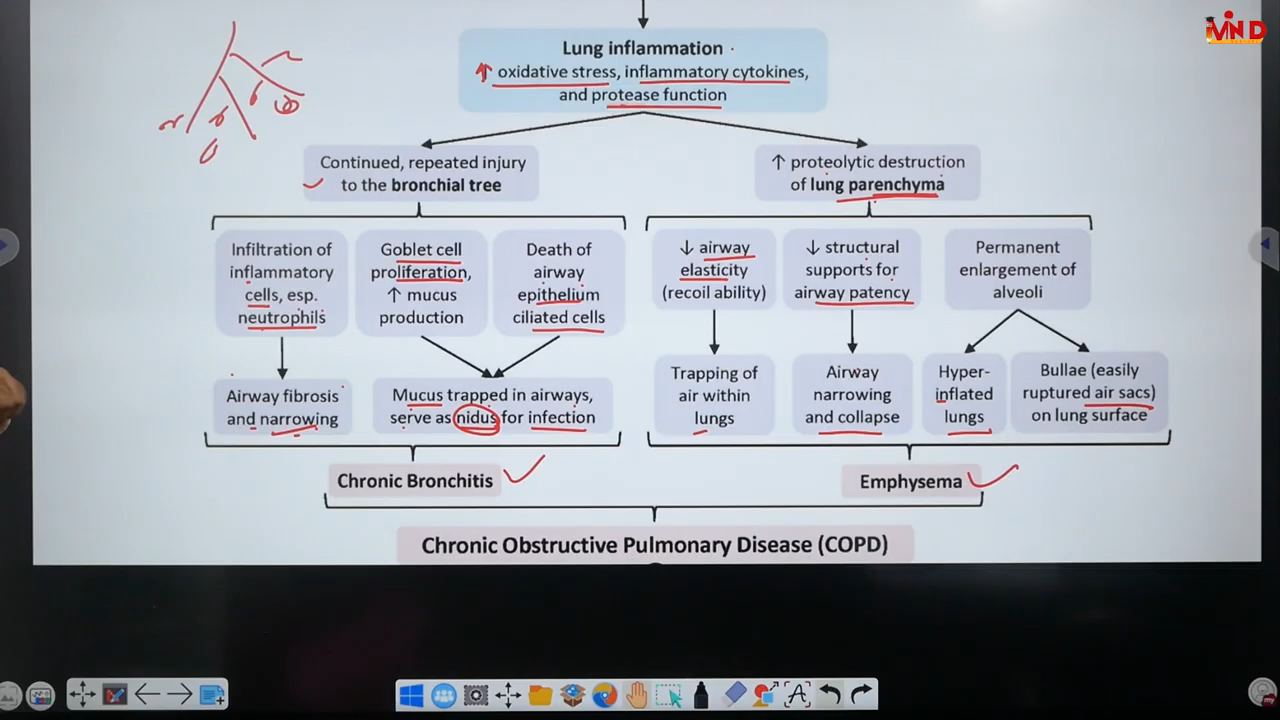 iMIND
Lung inflammation
↑ oxidative stress, inflammatory cytokines,
and protease function
Continued, repeated injury
to the bronchial tree
↑ proteolytic destruction
of lung parenchyma
Infiltration of
inflammatory
cells, esp.
neutrophils
Goblet cell
proliferation,
↑ mucus
production
Death of
airway
epithelium
ciliated cells
↓ airway
elasticity
(recoil ability)
↓ structural
supports for
airway patency
Permanent
enlargement of
alveoli
Airway fibrosis
and narrowing
Mucus trapped in airways,
serve as nidus for infection
Trapping of
air within
lungs
Airway
narrowing
and collapse
Hyper-
inflated
lungs
Bullae (easily
ruptured air sacs)
on lung surface
Chronic Bronchitis
Emphysema
Chronic Obstructive Pulmonary Disease (COPD)